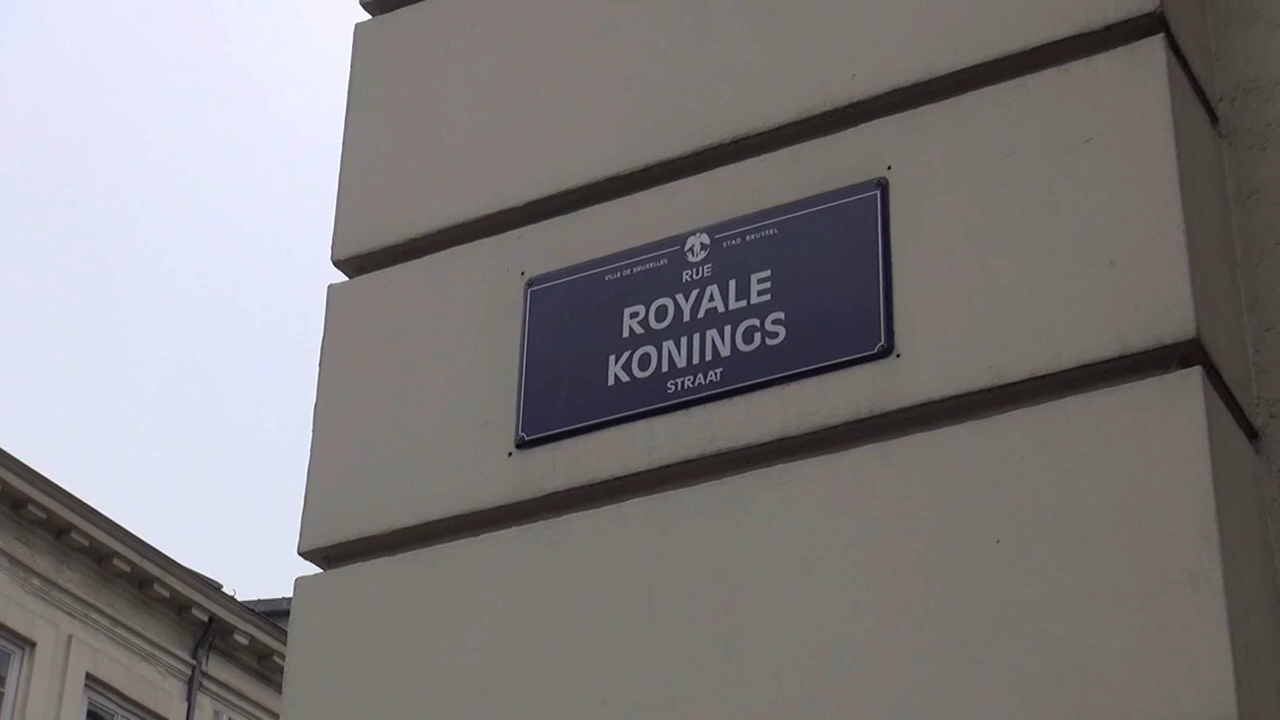 VILLE DE BRUXELLES STAD BRUSSEL
RUE
ROYALE
KONINGS
STRAAT